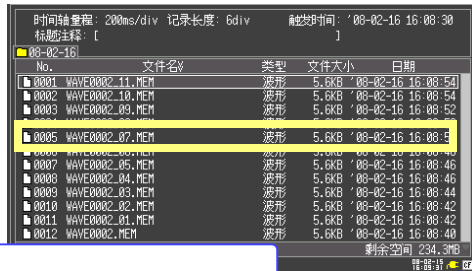 时间轴量程: 200ms/div 记录长度: 6div 触发时间: '08-02-16 16:08:30
标题注释: [ ]
08-02-16
No. 文件名 类型 文件大小 日期
0001 WAVE0002_11.MEM 波形 5.6KB '08-02-16 16:08:54
0002 WAVE0002_10.MEM 波形 5.6KB '08-02-16 16:08:54
0003 WAVE0002_09.MEM 波形 5.6KB '08-02-16 16:08:52
0005 WAVE0002_07.MEM 波形 5.6KB '08-02-16 16:08:5
0007 WAVE0002_05.MEM 波形 5.6KB '08-02-16 16:08:46
0008 WAVE0002_04.MEM 波形 5.6KB '08-02-16 16:08:46
0009 WAVE0002_03.MEM 波形 5.6KB '08-02-16 16:08:44
0010 WAVE0002_02.MEM 波形 5.6KB '08-02-16 16:08:42
0011 WAVE0002_01.MEM 波形 5.6KB '08-02-16 16:08:42
0012 WAVE0002.MEM 波形 5.6KB '08-02-16 16:08:40
剩余空间 234.3MB
CF